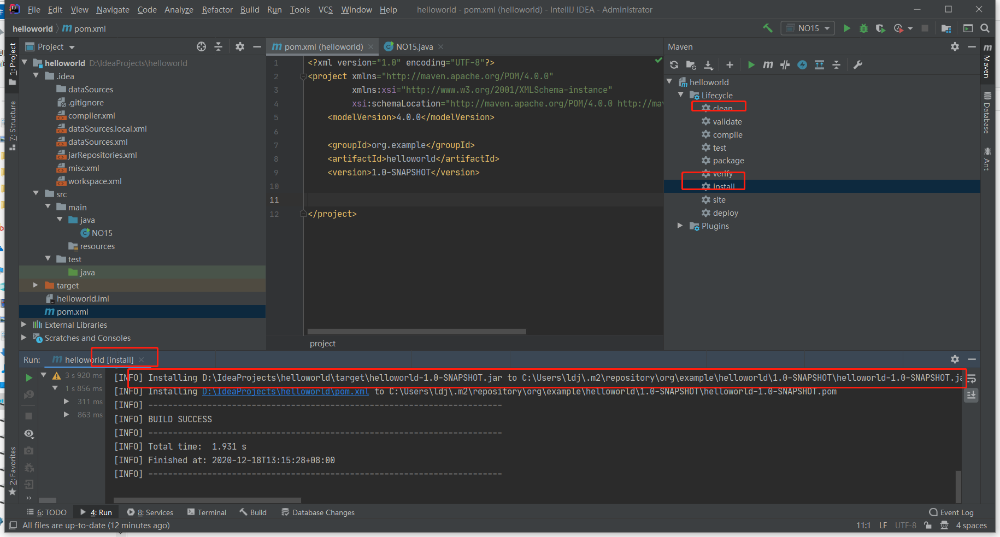 File Edit View Navigate Code Analyze Refactor Build Run Tools VCS Window Help helloworld - pom.xml (helloworld) - IntelliJ IDEA - Administrator
helloworld pom.xml NO15
1: Project
7: Structure
2: Favorites
Project
helloworld D:\IdeaProjects\helloworld
.idea
dataSources
.gitignore
compiler.xml
dataSources.local.xml
dataSources.xml
jarRepositories.xml
misc.xml
workspace.xml
src
main
java
NO15
resources
test
java
target
helloworld.iml
pom.xml
External Libraries
Scratches and Consoles
pom.xml (helloworld) NO15.java
1 <?xml version="1.0" encoding="UTF-8"?>
2 <project xmlns="http://maven.apache.org/POM/4.0.0"
3 xmlns:xsi="http://www.w3.org/2001/XMLSchema-instance"
4 xsi:schemaLocation="http://maven.apache.org/POM/4.0.0 http://mav
5 <modelVersion>4.0.0</modelVersion>
6
7 <groupId>org.example</groupId>
8 <artifactId>helloworld</artifactId>
9 <version>1.0-SNAPSHOT</version>
10
11
12 </project>
project
Maven
helloworld
Lifecycle
clean
validate
compile
test
package
verify
install
site
deploy
Plugins
Maven
Database
Ant
Run: helloworld [install]
3 s 920 ms
1 s 856 ms
311 ms
863 ms
[INFO] Installing D:\IdeaProjects\helloworld\target\helloworld-1.0-SNAPSHOT.jar to C:\Users\ldj\.m2\repository\org\example\helloworld\1.0-SNAPSHOT\helloworld-1.0-SNAPSHOT.ja
[INFO] Installing D:\IdeaProjects\helloworld\pom.xml to C:\Users\ldj\.m2\repository\org\example\helloworld\1.0-SNAPSHOT\helloworld-1.0-SNAPSHOT.pom
[INFO] ------------------------------------------------------------------------
[INFO] BUILD SUCCESS
[INFO] ------------------------------------------------------------------------
[INFO] Total time: 1.931 s
[INFO] Finished at: 2020-12-18T13:15:28+08:00
[INFO] ------------------------------------------------------------------------
6: TODO 4: Run 8: Services Terminal Build Database Changes Event Log
All files are up-to-date (12 minutes ago) 11:1 LF UTF-8 4 spaces